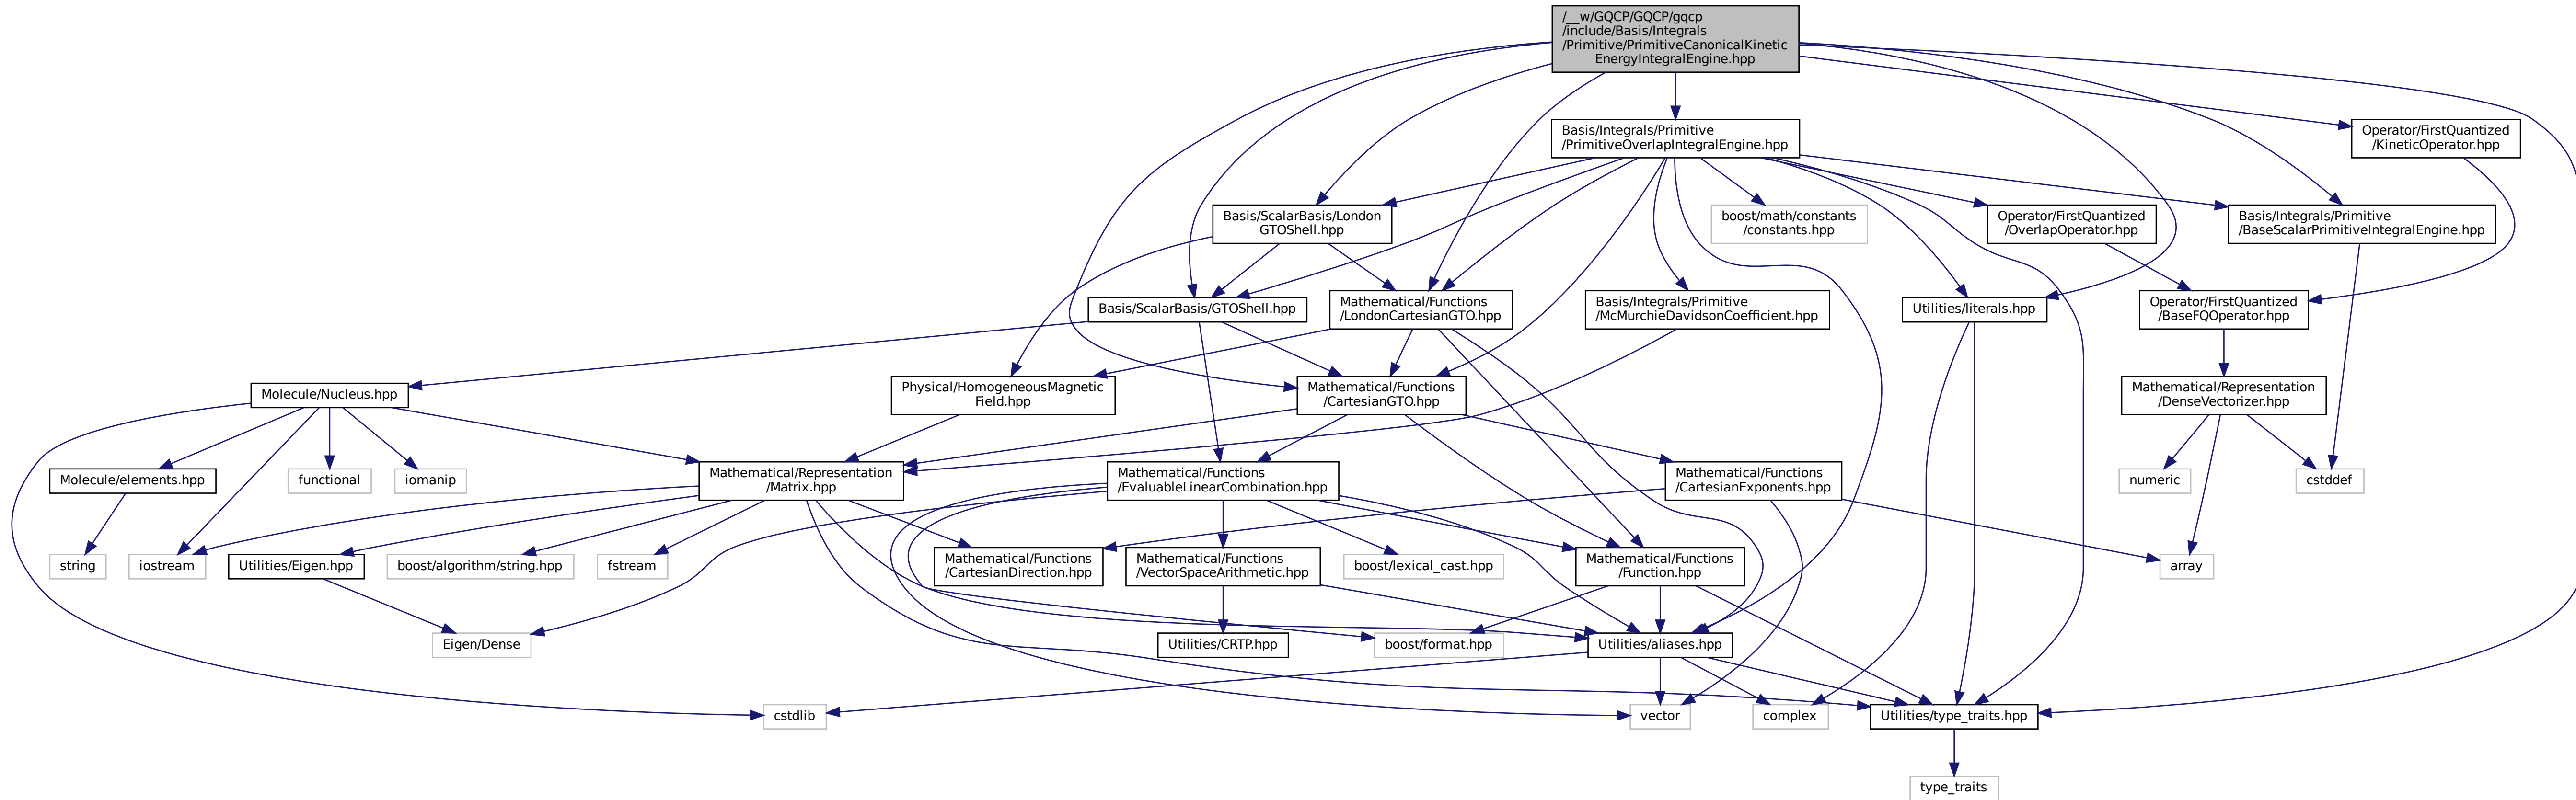 /__w/GQCP/GQCP/gqcp
/include/Basis/Integrals
/Primitive/PrimitiveCanonicalKinetic
EnergyIntegralEngine.hpp
Basis/Integrals/Primitive
/PrimitiveOverlapIntegralEngine.hpp
Operator/FirstQuantized
/KineticOperator.hpp
Basis/ScalarBasis/London
GTOShell.hpp
boost/math/constants
/constants.hpp
Operator/FirstQuantized
/OverlapOperator.hpp
Basis/Integrals/Primitive
/BaseScalarPrimitiveIntegralEngine.hpp
Basis/ScalarBasis/GTOShell.hpp
Mathematical/Functions
/LondonCartesianGTO.hpp
Basis/Integrals/Primitive
/McMurchieDavidsonCoefficient.hpp
Utilities/literals.hpp
Operator/FirstQuantized
/BaseFQOperator.hpp
Molecule/Nucleus.hpp
Physical/HomogeneousMagnetic
Field.hpp
Mathematical/Functions
/CartesianGTO.hpp
Mathematical/Representation
/DenseVectorizer.hpp
Molecule/elements.hpp
functional
iomanip
Mathematical/Representation
/Matrix.hpp
Mathematical/Functions
/EvaluableLinearCombination.hpp
Mathematical/Functions
/CartesianExponents.hpp
numeric
cstddef
string
iostream
Utilities/Eigen.hpp
boost/algorithm/string.hpp
fstream
Mathematical/Functions
/CartesianDirection.hpp
Mathematical/Functions
/VectorSpaceArithmetic.hpp
boost/lexical_cast.hpp
Mathematical/Functions
/Function.hpp
array
Eigen/Dense
Utilities/CRTP.hpp
boost/format.hpp
Utilities/aliases.hpp
cstdlib
vector
complex
Utilities/type_traits.hpp
type_traits